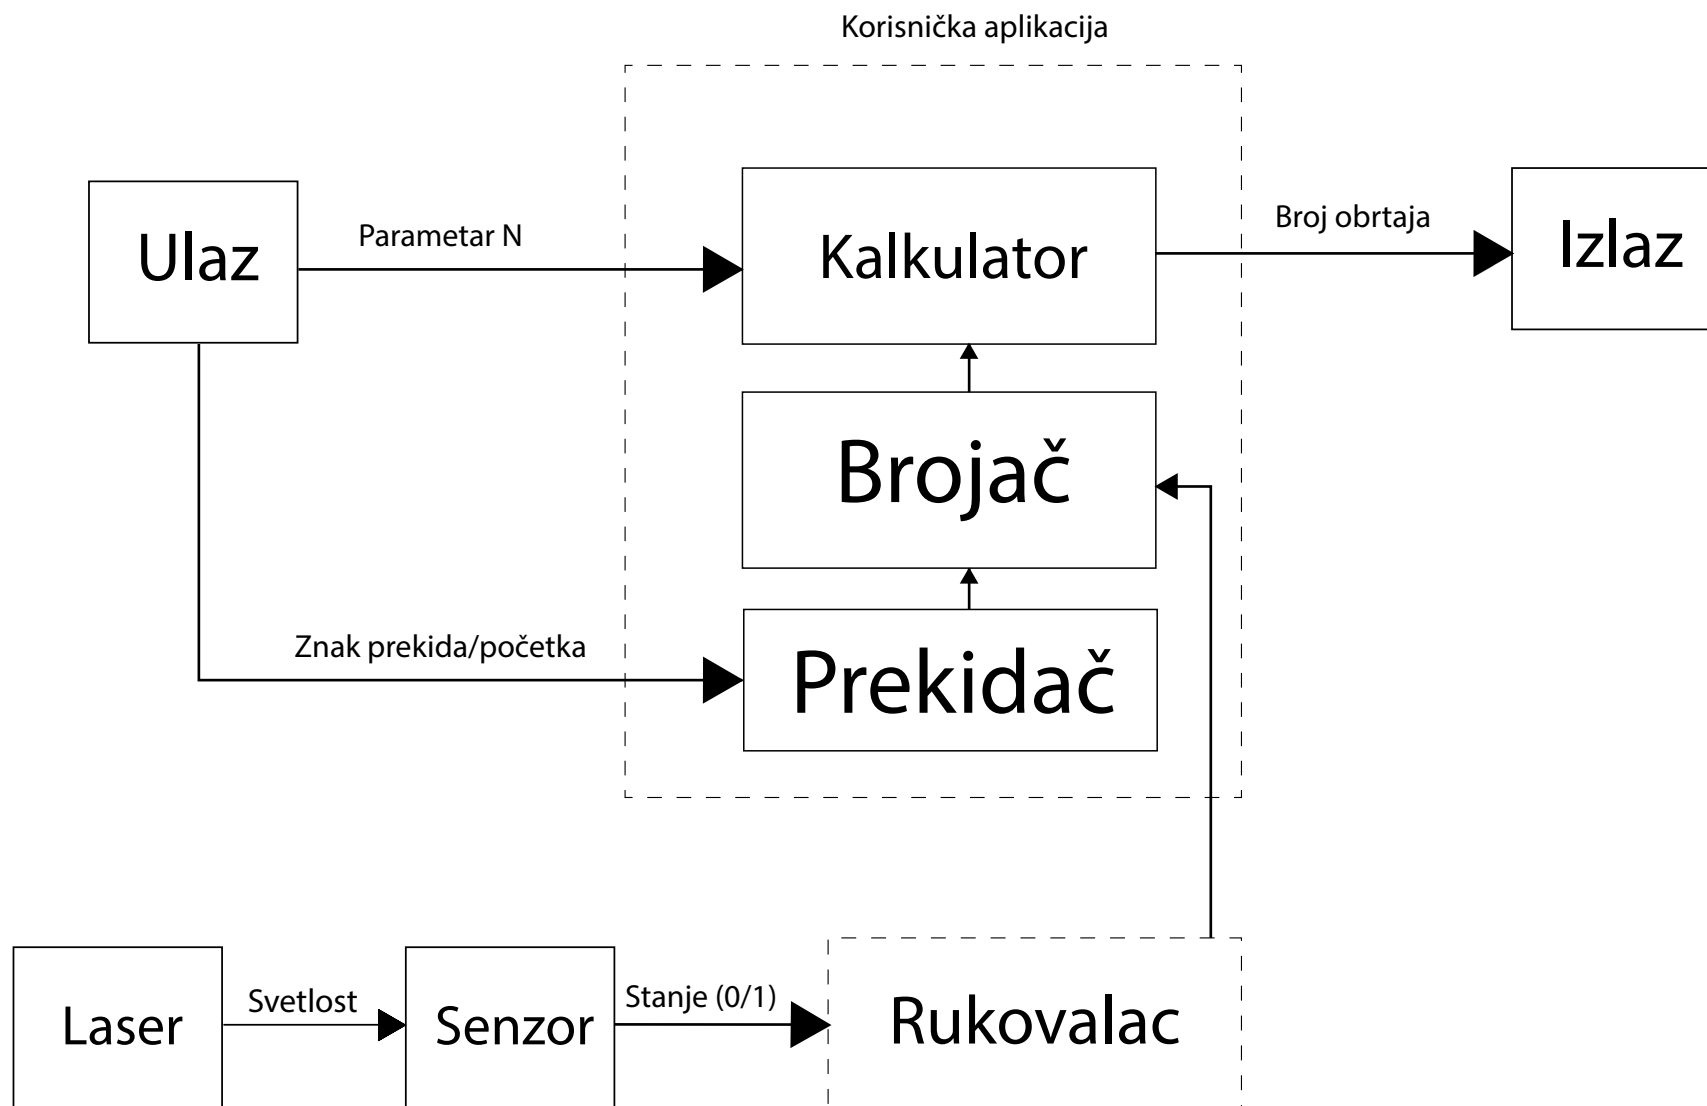 Korisnička aplikacija
Ulaz
Parametar N
Kalkulator
Broj obrtaja
Izlaz
Brojač
Znak prekida/početka
Prekidač
Laser
Svetlost
Senzor
Stanje (0/1)
Rukovalac